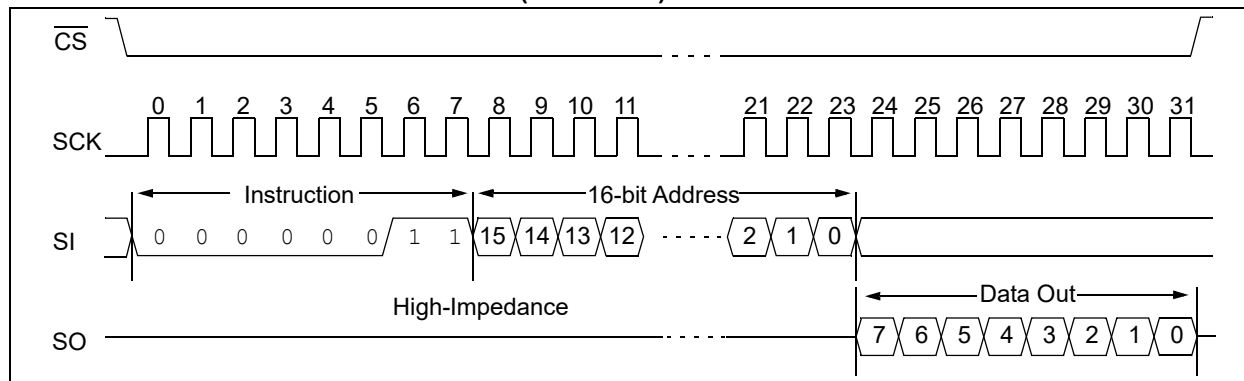 CS
0 1 2 3 4 5 6 7 8 9 10 11 21 22 23 24 25 26 27 28 29 30 31
SCK
Instruction 16-bit Address
SI 0 0 0 0 0 0 1 1 15 14 13 12 2 1 0
High-Impedance Data Out
SO 7 6 5 4 3 2 1 0